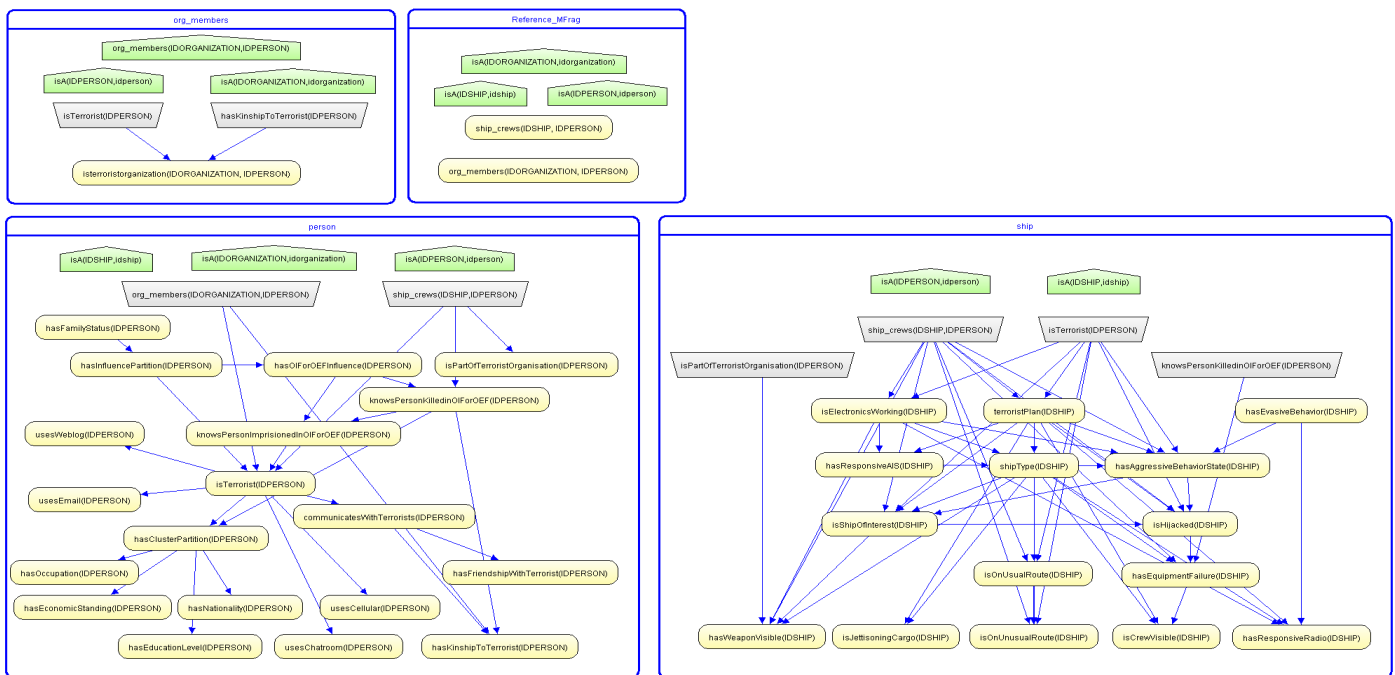 org_members
org_members(IDORGANIZATION,IDPERSON)
isA(IDPERSON,idperson)
isA(IDORGANIZATION,idorganization)
isTerrorist(IDPERSON)
hasKinshipToTerrorist(IDPERSON)
isterroristorganization(IDORGANIZATION, IDPERSON)
Reference_MFrag
isA(IDORGANIZATION,idorganization)
isA(IDSHIP,idship)
isA(IDPERSON,idperson)
ship_crews(IDSHIP, IDPERSON)
org_members(IDORGANIZATION, IDPERSON)
person
isA(IDSHIP,idship)
isA(IDORGANIZATION,idorganization)
isA(IDPERSON,idperson)
org_members(IDORGANIZATION,IDPERSON)
ship_crews(IDSHIP,IDPERSON)
hasFamilyStatus(IDPERSON)
hasInfluencePartition(IDPERSON)
hasOIForOEFInfluence(IDPERSON)
isPartOfTerroristOrganisation(IDPERSON)
knowsPersonKilledinOIForOEF(IDPERSON)
usesWeblog(IDPERSON)
knowsPersonImprisionedInOIForOEF(IDPERSON)
isTerrorist(IDPERSON)
usesEmail(IDPERSON)
communicatesWithTerrorists(IDPERSON)
hasClusterPartition(IDPERSON)
hasOccupation(IDPERSON)
hasFriendshipWithTerrorist(IDPERSON)
hasEconomicStanding(IDPERSON)
hasNationality(IDPERSON)
usesCellular(IDPERSON)
hasEducationLevel(IDPERSON)
usesChatroom(IDPERSON)
hasKinshipToTerrorist(IDPERSON)
ship
isA(IDPERSON,idperson)
isA(IDSHIP,idship)
ship_crews(IDSHIP,IDPERSON)
isTerrorist(IDPERSON)
isPartOfTerroristOrganisation(IDPERSON)
knowsPersonKilledinOIForOEF(IDPERSON)
isElectronicsWorking(IDSHIP)
terroristPlan(IDSHIP)
hasEvasiveBehavior(IDSHIP)
hasResponsiveAIS(IDSHIP)
shipType(IDSHIP)
hasAggressiveBehaviorState(IDSHIP)
isShipOfInterest(IDSHIP)
isHijacked(IDSHIP)
isOnUsualRoute(IDSHIP)
hasEquipmentFailure(IDSHIP)
hasWeaponVisible(IDSHIP)
isJettisoningCargo(IDSHIP)
isOnUnusualRoute(IDSHIP)
isCrewVisible(IDSHIP)
hasResponsiveRadio(IDSHIP)